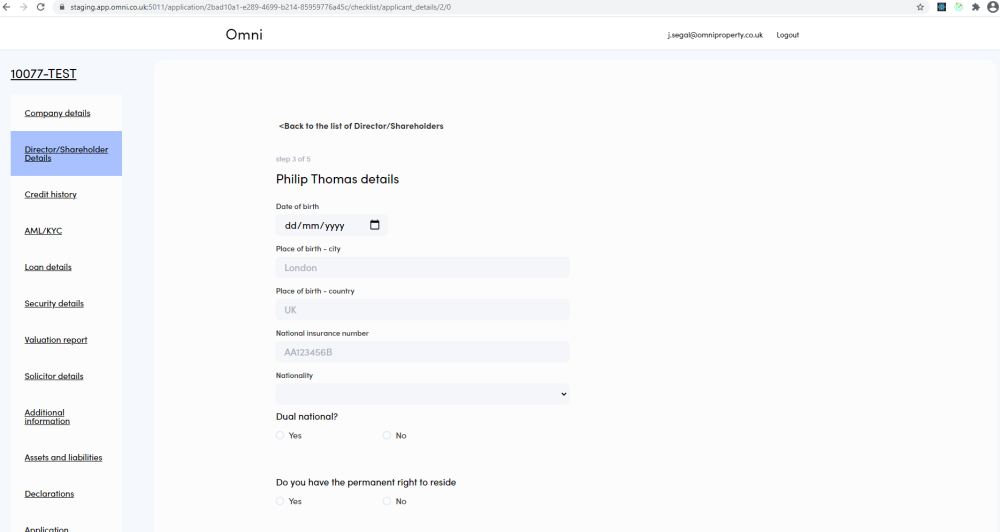 staging.app.omni.co.uk:5011/application/2bad10a1-e289-4699-b214-85959776a45c/checklist/applicant_details/2/0
Omni
j.segal@omniproperty.co.uk
Logout
10077-TEST
Company details
Director/Shareholder
Details
Credit history
AML/KYC
Loan details
Security details
Valuation report
Solicitor details
Additional
information
Assets and liabilities
Declarations
Application
<Back to the list of Director/Shareholders
step 3 of 5
Philip Thomas details
Date of birth
dd/mm/yyyy
Place of birth - city
London
Place of birth - country
UK
National insurance number
AA123456B
Nationality
Dual national?
Yes
No
Do you have the permanent right to reside
Yes
No